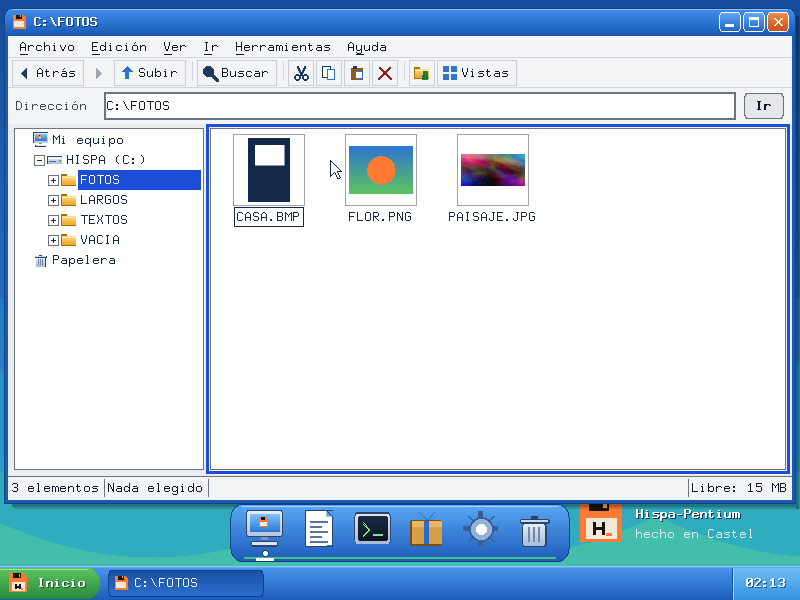 C:\FOTOS
Archivo Edición Ver Ir Herramientas Ayuda
Atrás Subir Buscar Vistas
Dirección C:\FOTOS Ir
Mi equipo
HISPA (C:)
FOTOS
LARGOS
TEXTOS
VACIA
Papelera
CASA.BMP FLOR.PNG PAISAJE.JPG
3 elementos Nada elegido Libre: 15 MB
H_ Hispa-Pentium
hecho en Castel
Inicio C:\FOTOS 02:13